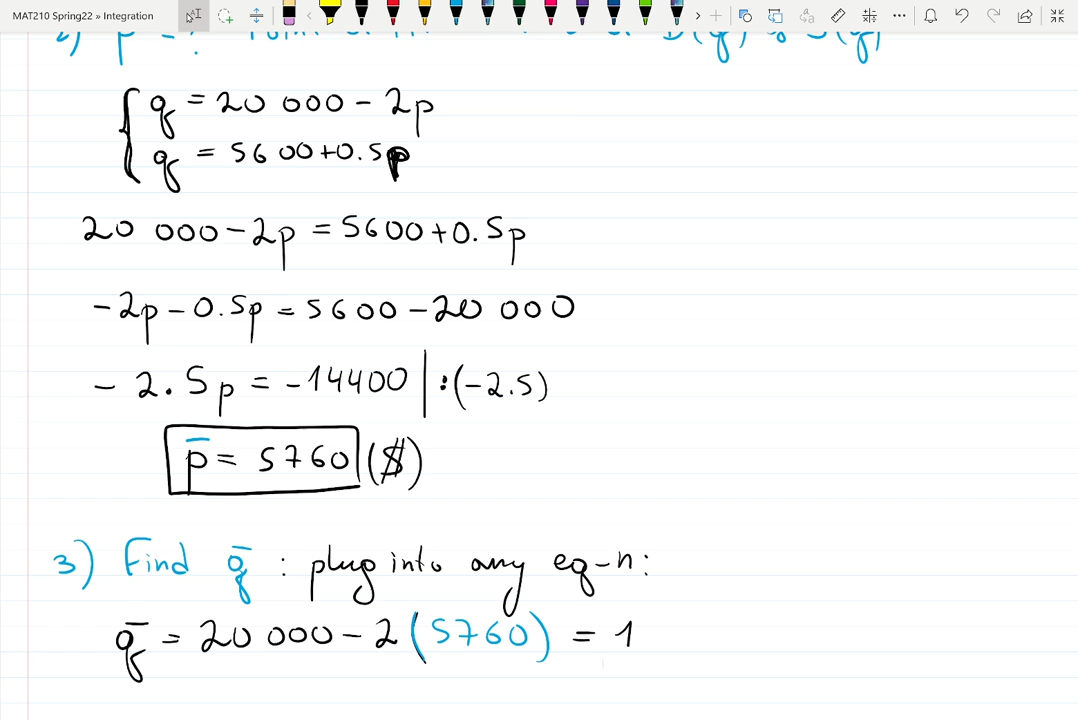 MAT210 Spring22 » Integration
2) p = ?
q = 20 000 - 2p
q = 5600+0.5p
20 000-2p = 5600+0.5p
-2p-0.5p = 5600-20 000
-2.5p = -14400 | :(-2.5)
p̄ = 5760 ($)
3) Find q̄ : plug into any eq-n:
q̄ = 20 000 - 2(5760) = 1